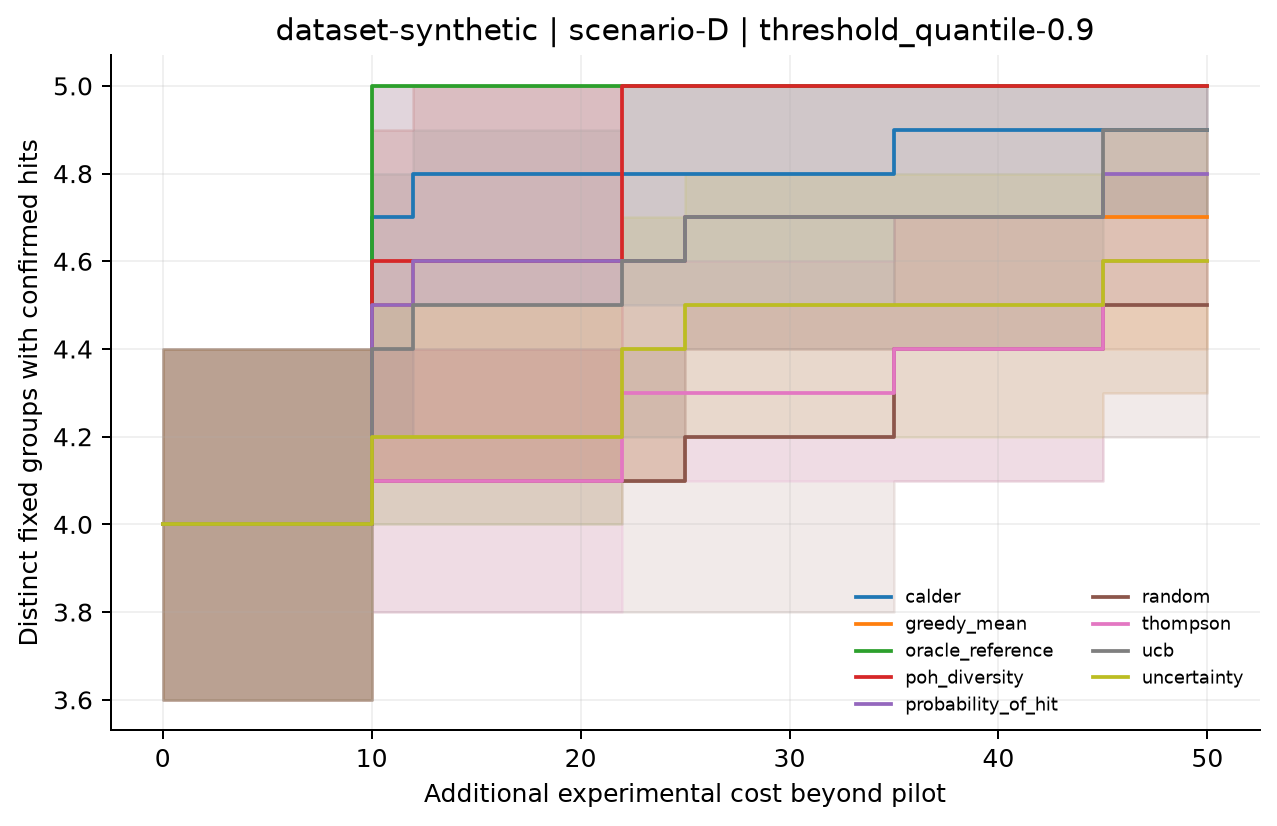 dataset-synthetic | scenario-D | threshold_quantile-0.9
Distinct fixed groups with confirmed hits
5.0
4.8
4.6
4.4
4.2
4.0
3.8
3.6
0 10 20 30 40 50
Additional experimental cost beyond pilot
calder
greedy_mean
oracle_reference
poh_diversity
probability_of_hit
random
thompson
ucb
uncertainty